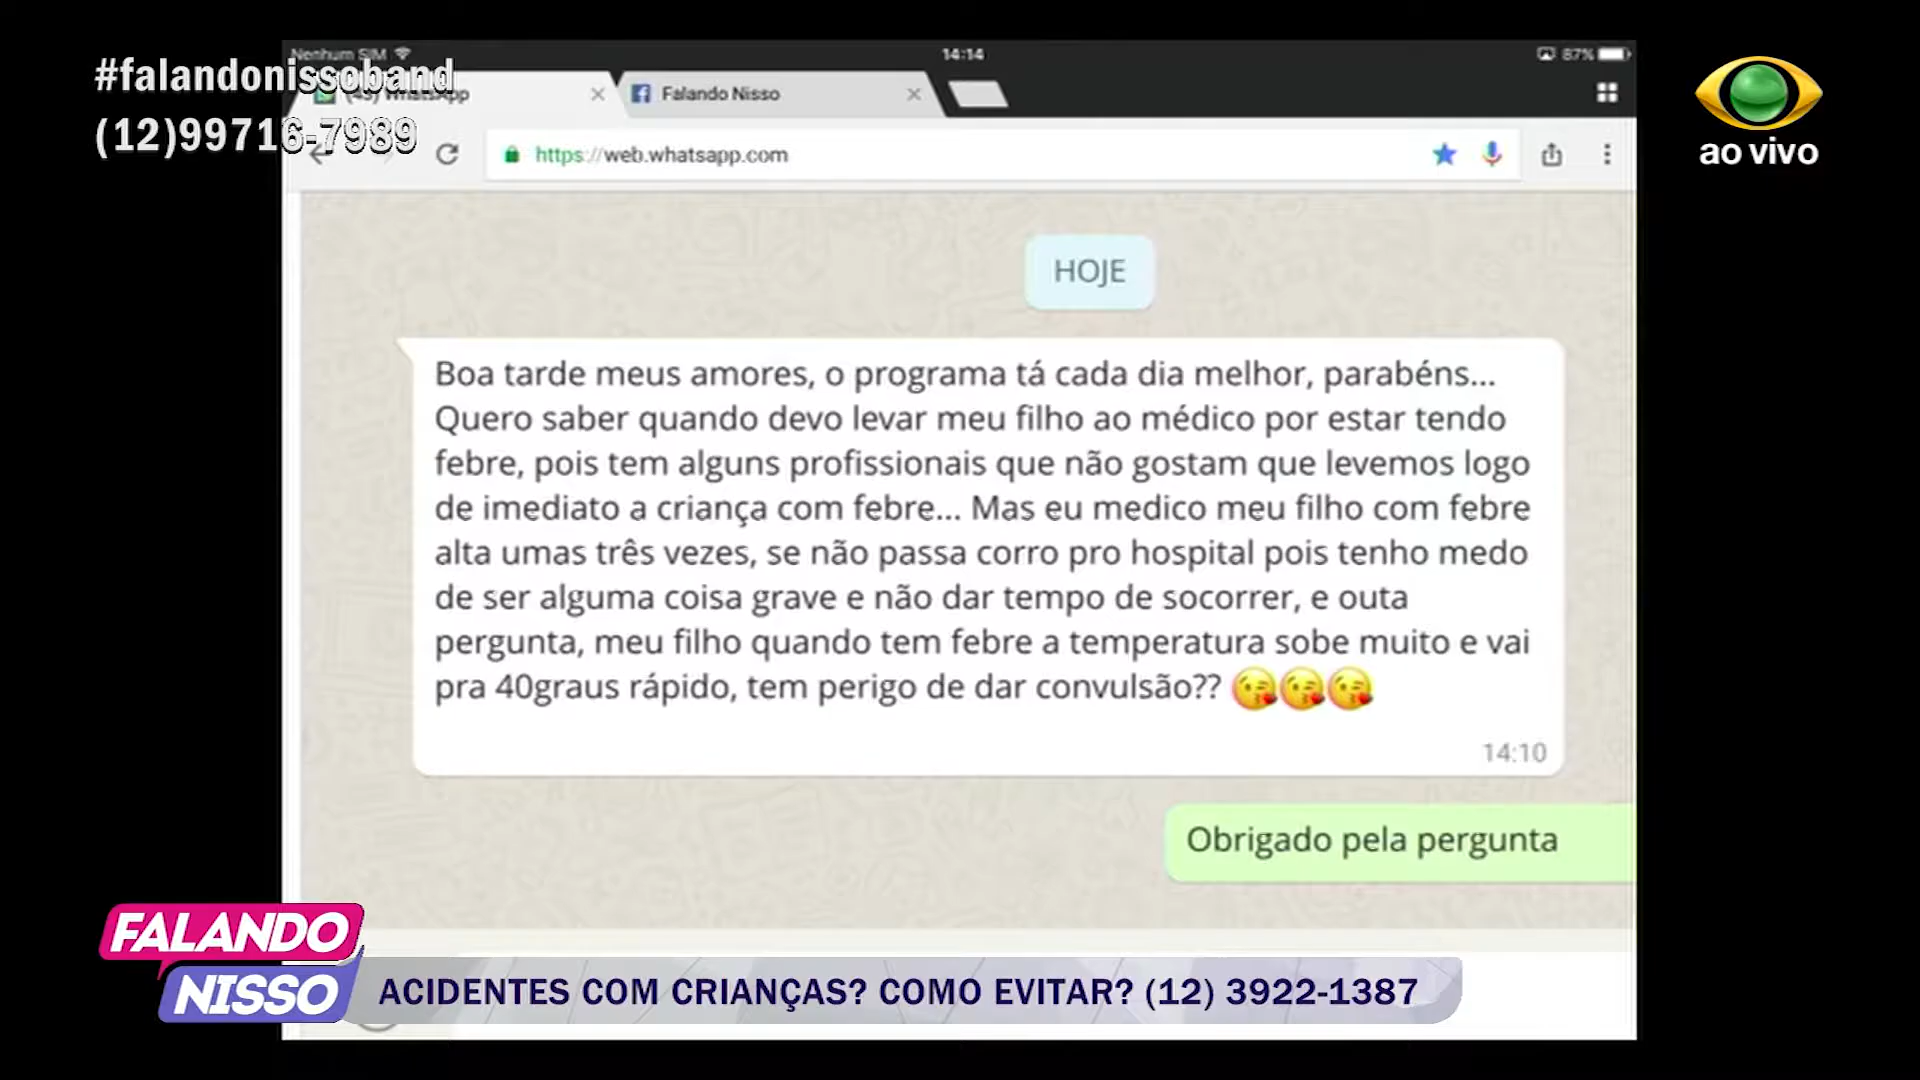 Nenhum SIM
14:14
87%
#falandonissoband
(45) WhatsApp
Falando Nisso
(12)99716-7989
https://web.whatsapp.com
ao vivo
HOJE
Boa tarde meus amores, o programa tá cada dia melhor, parabéns...
Quero saber quando devo levar meu filho ao médico por estar tendo
febre, pois tem alguns profissionais que não gostam que levemos logo
de imediato a criança com febre... Mas eu medico meu filho com febre
alta umas três vezes, se não passa corro pro hospital pois tenho medo
de ser alguma coisa grave e não dar tempo de socorrer, e outa
pergunta, meu filho quando tem febre a temperatura sobe muito e vai
pra 40graus rápido, tem perigo de dar convulsão?? 😘😘😘
14:10
Obrigado pela pergunta
FALANDO
NISSO
ACIDENTES COM CRIANÇAS? COMO EVITAR? (12) 3922-1387